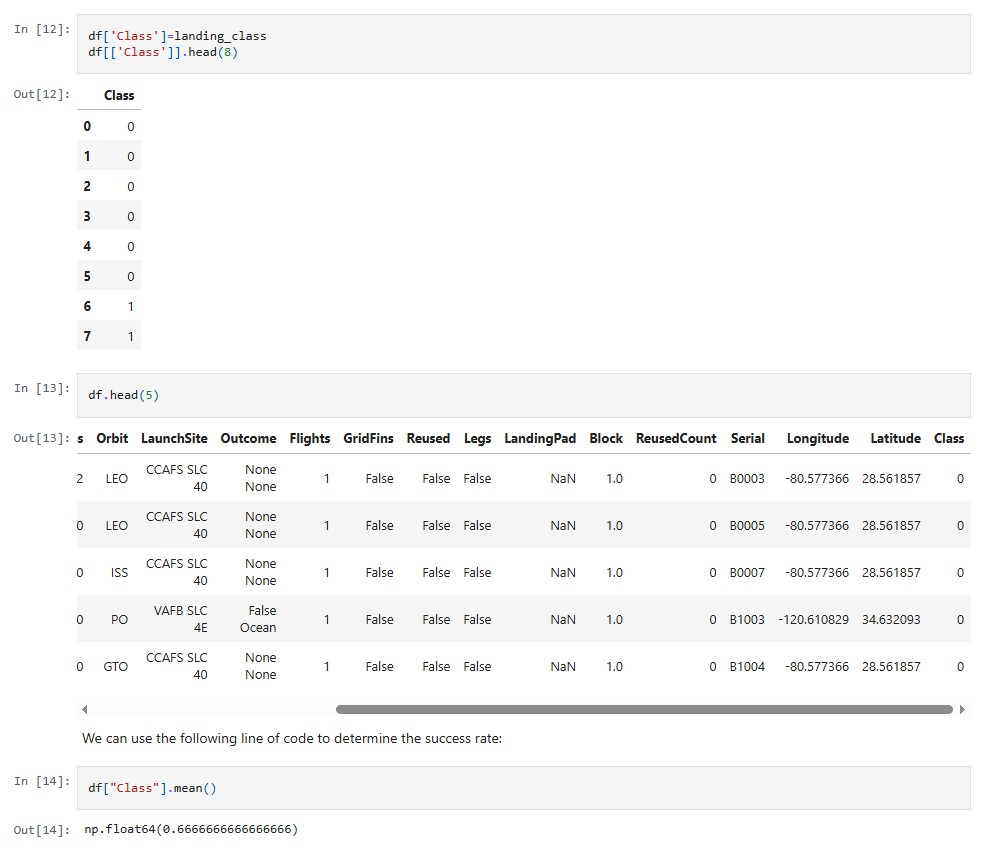 In [12]:
df['Class']=landing_class
df[['Class']].head(8)
Out[12]:
Class
0 0
1 0
2 0
3 0
4 0
5 0
6 1
7 1
In [13]:
df.head(5)
Out[13]:
s Orbit LaunchSite Outcome Flights GridFins Reused Legs LandingPad Block ReusedCount Serial Longitude Latitude Class
2 LEO CCAFS SLC 40 None None 1 False False False NaN 1.0 0 B0003 -80.577366 28.561857 0
0 LEO CCAFS SLC 40 None None 1 False False False NaN 1.0 0 B0005 -80.577366 28.561857 0
0 ISS CCAFS SLC 40 None None 1 False False False NaN 1.0 0 B0007 -80.577366 28.561857 0
0 PO VAFB SLC 4E False Ocean 1 False False False NaN 1.0 0 B1003 -120.610829 34.632093 0
0 GTO CCAFS SLC 40 None None 1 False False False NaN 1.0 0 B1004 -80.577366 28.561857 0
We can use the following line of code to determine the success rate:
In [14]:
df["Class"].mean()
Out[14]:
np.float64(0.6666666666666666)